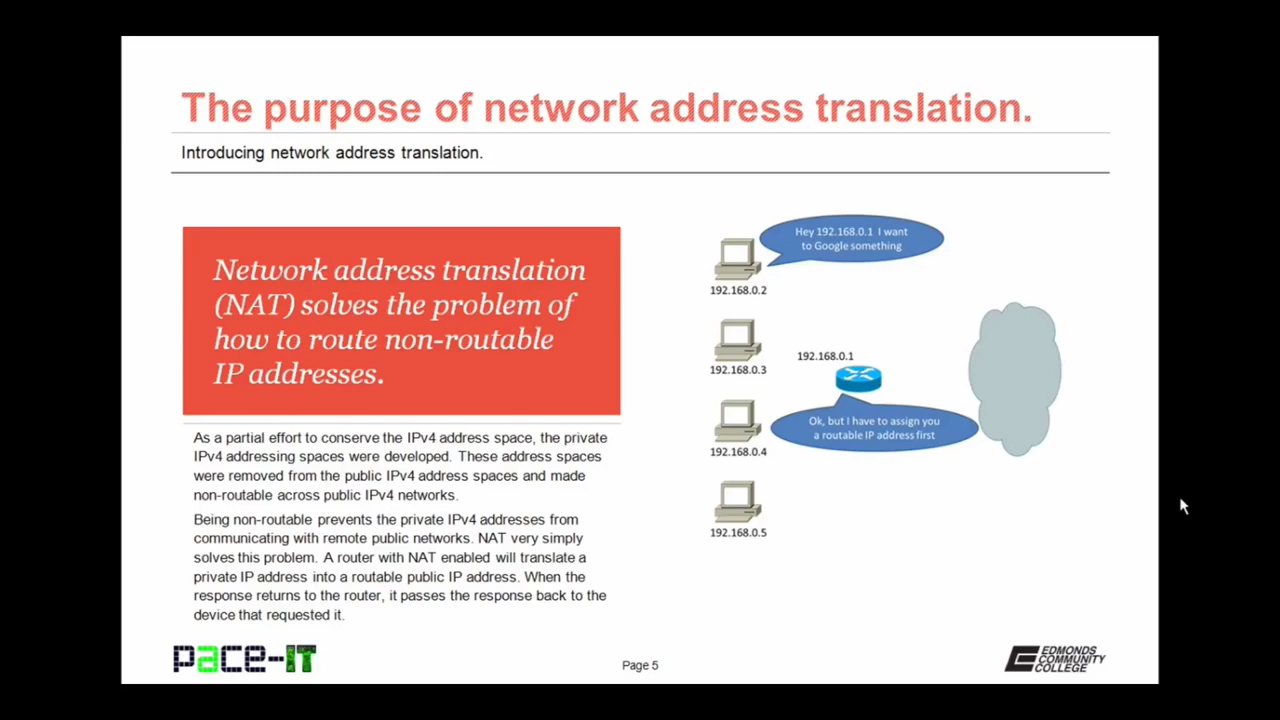 The purpose of network address translation.
Introducing network address translation.
Network address translation
(NAT) solves the problem of
how to route non-routable
IP addresses.
As a partial effort to conserve the IPv4 address space, the private
IPv4 addressing spaces were developed. These address spaces
were removed from the public IPv4 address spaces and made
non-routable across public IPv4 networks.
Being non-routable prevents the private IPv4 addresses from
communicating with remote public networks. NAT very simply
solves this problem. A router with NAT enabled will translate a
private IP address into a routable public IP address. When the
response returns to the router, it passes the response back to the
device that requested it.
Hey 192.168.0.1 I want
to Google something
192.168.0.2
192.168.0.3
192.168.0.1
Ok, but I have to assign you
a routable IP address first
192.168.0.4
192.168.0.5
pace-IT
Page 5
EDMONDS
COMMUNITY
COLLEGE